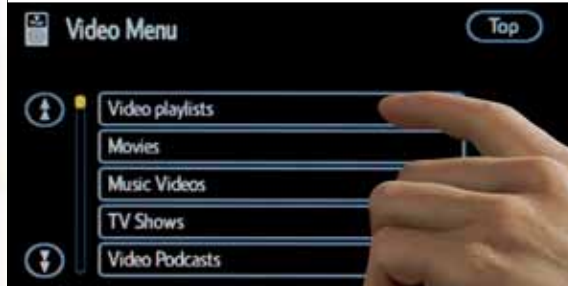 Video Menu
Top
Video playlists
Movies
Music Videos
TV Shows
Video Podcasts